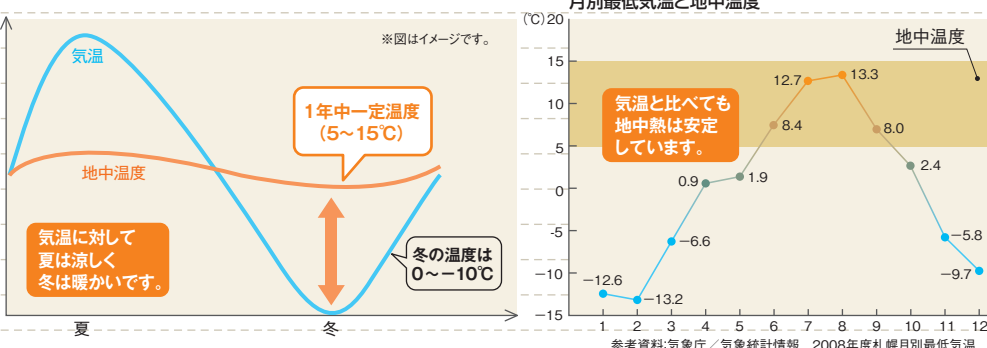 ※図はイメージです。
気温
1年中一定温度
(5〜15℃)
地中温度
気温に対して
夏は涼しく
冬は暖かいです。
冬の温度は
0〜−10℃
夏
冬
月別最低気温と地中温度
(℃)
20
15
10
5
0
−5
−10
−15
地中温度
気温と比べても
地中熱は安定
しています。
−12.6
−13.2
−6.6
0.9
1.9
8.4
12.7
13.3
8.0
2.4
−5.8
−9.7
1 2 3 4 5 6 7 8 9 10 11 12
参考資料:気象庁/気象統計情報 2008年度札幌月別最低気温